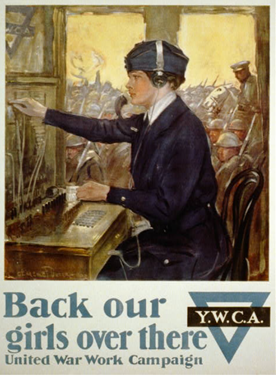 Back our
girls over there
United War Work Campaign
Y.W.C.A.